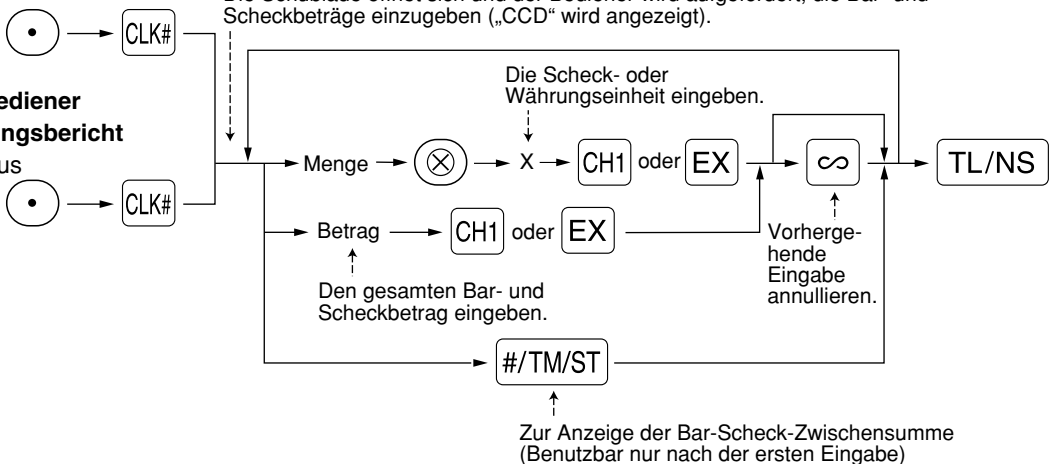 Scheckbeträge einzugeben („CCD“ wird angezeigt).
• CLK#
Die Scheck- oder
Währungseinheit eingeben.
ediener
ngsbericht
us
Menge ⊗ X CH1 oder EX ∞ TL/NS
• CLK#
Betrag CH1 oder EX
Vorherge-
hende
Eingabe
annullieren.
Den gesamten Bar- und
Scheckbetrag eingeben.
#/TM/ST
Zur Anzeige der Bar-Scheck-Zwischensumme
(Benutzbar nur nach der ersten Eingabe)